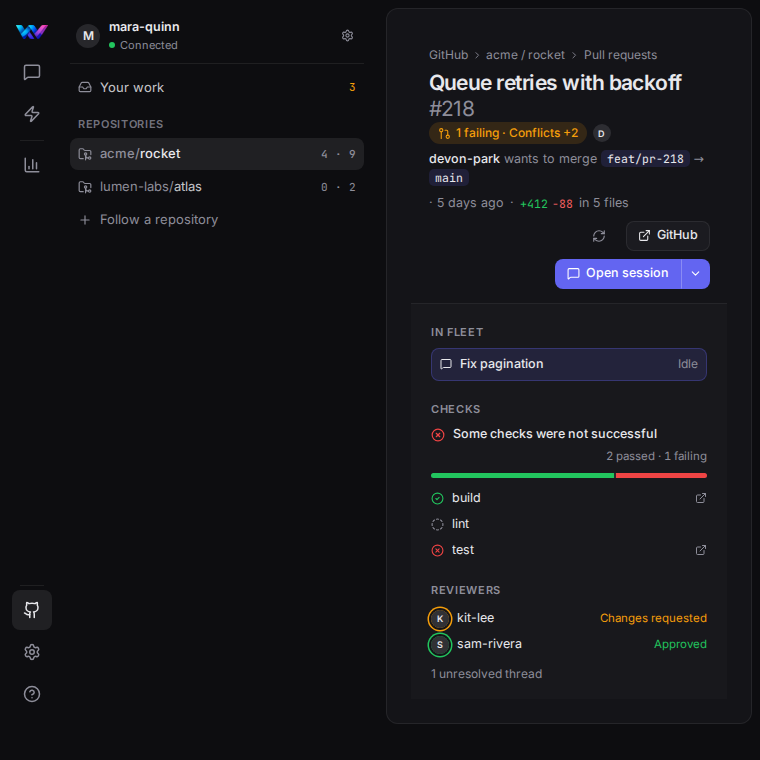 M
mara-quinn
Connected
Your work 3
REPOSITORIES
acme/rocket 4 · 9
lumen-labs/atlas 0 · 2
Follow a repository
GitHub › acme / rocket › Pull requests
Queue retries with backoff
#218
1 failing · Conflicts +2 D
devon-park wants to merge feat/pr-218 →
main
· 5 days ago · +412 -88 in 5 files
GitHub
Open session
IN FLEET
Fix pagination Idle
CHECKS
Some checks were not successful
2 passed · 1 failing
build
lint
test
REVIEWERS
K kit-lee Changes requested
S sam-rivera Approved
1 unresolved thread